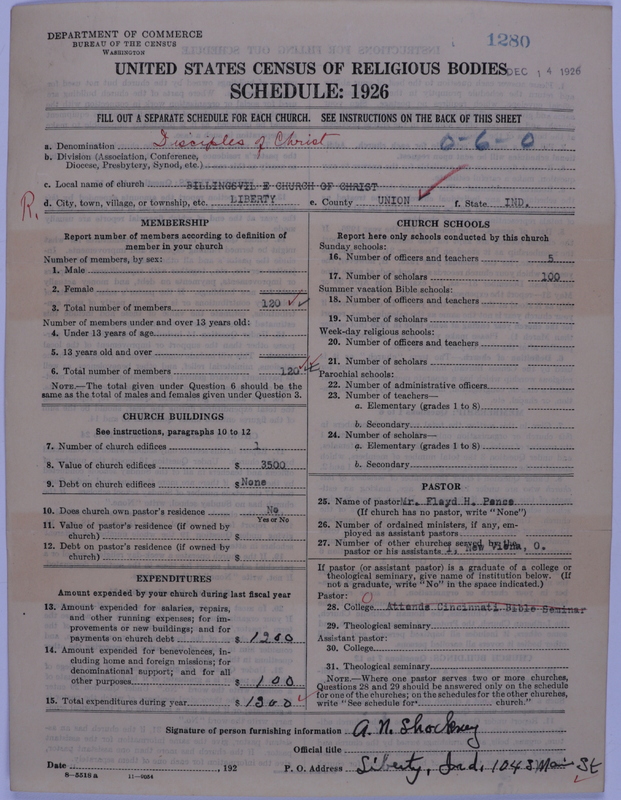 DEPARTMENT OF COMMERCE
BUREAU OF THE CENSUS
WASHINGTON
1280
UNITED STATES CENSUS OF RELIGIOUS BODIES
DEC 14 1926
SCHEDULE: 1926
FILL OUT A SEPARATE SCHEDULE FOR EACH CHURCH. SEE INSTRUCTIONS ON THE BACK OF THIS SHEET
a. Denomination Disciples of Christ 0-6-0
b. Division (Association, Conference,
Diocese, Presbytery, Synod, etc.)
c. Local name of church BILLINGSVIL E CHURCH OF CHRIST
R. d. City, town, village, or township, etc. LIBERTY e. County UNION f. State IND.
MEMBERSHIP
Report number of members according to definition of
member in your church
Number of members, by sex:
1. Male
2. Female
3. Total number of members 120
Number of members under and over 13 years old:
4. Under 13 years of age
5. 13 years old and over
6. Total number of members 120
NOTE.—The total given under Question 6 should be the
same as the total of males and females given under Question 3.
CHURCH BUILDINGS
See instructions, paragraphs 10 to 12
7. Number of church edifices 1
8. Value of church edifices $ 3500
9. Debt on church edifices $ None
10. Does church own pastor's residence No
Yes or No
11. Value of pastor's residence (if owned by
church) $
12. Debt on pastor's residence (if owned by
church) $
EXPENDITURES
Amount expended by your church during last fiscal year
13. Amount expended for salaries, repairs,
and other running expenses; for im-
provements or new buildings; and for
payments on church debt $ 1200
14. Amount expended for benevolences, in-
cluding home and foreign missions; for
denominational support; and for all
other purposes $ 100
15. Total expenditures during year $ 1300
CHURCH SCHOOLS
Report here only schools conducted by this church
Sunday schools:
16. Number of officers and teachers 5
17. Number of scholars 100
Summer vacation Bible schools:
18. Number of officers and teachers
19. Number of scholars
Week-day religious schools:
20. Number of officers and teachers
21. Number of scholars
Parochial schools:
22. Number of administrative officers
23. Number of teachers—
a. Elementary (grades 1 to 8)
b. Secondary
24. Number of scholars—
a. Elementary (grades 1 to 8)
b. Secondary
PASTOR
25. Name of pastor Mr. Floyd H. Pence
(If church has no pastor, write "None")
26. Number of ordained ministers, if any, em-
ployed as assistant pastors
27. Number of other churches served by the
pastor or his assistants 1; New Vienna, O.
If pastor (or assistant pastor) is a graduate of a college or
theological seminary, give name of institution below. (If
not a graduate, write "No" in the space indicated.)
Pastor: 0
28. College Attends Cincinnati Bible Seminar
29. Theological seminary
Assistant pastor:
30. College
31. Theological seminary
NOTE.—Where one pastor serves two or more churches,
Questions 28 and 29 should be answered only on the schedule
for one of the churches; on the schedules for the other churches,
write "See schedule for church."
Signature of person furnishing information A. N. Shockney
Official title
Date , 192 P. O. Address Liberty, Ind, 104 S Main St
8-5518 a 11-9034